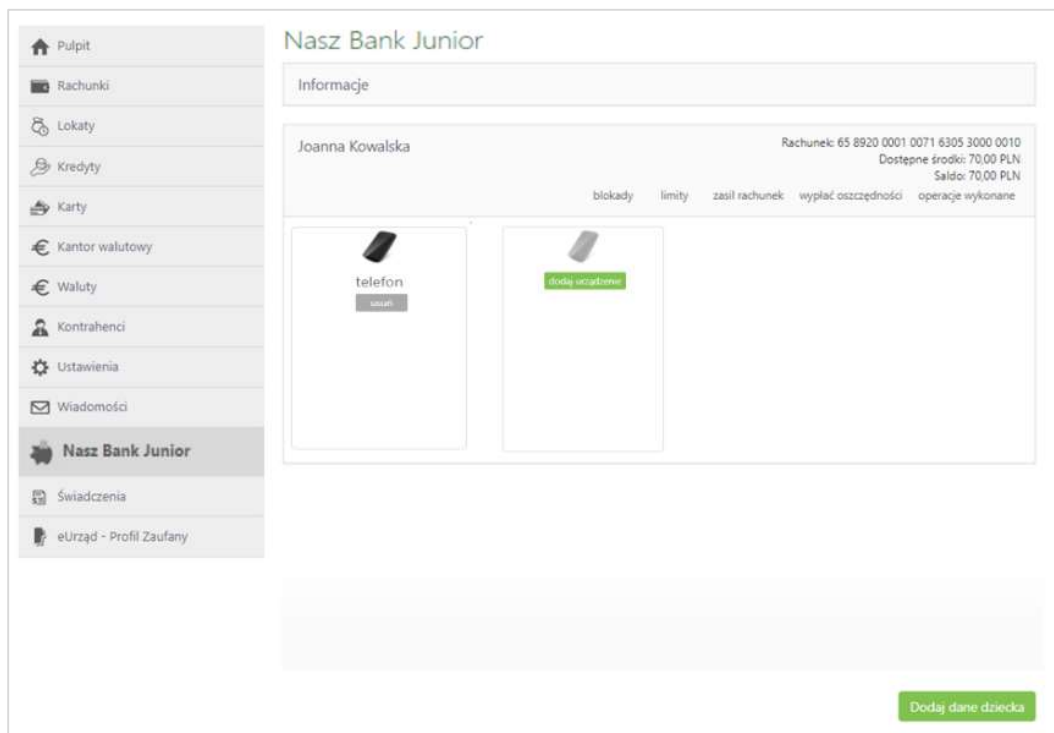 Pulpit
Rachunki
Lokaty
Kredyty
Karty
Kantor walutowy
Waluty
Kontrahenci
Ustawienia
Wiadomości
Nasz Bank Junior
Świadczenia
eUrząd - Profil Zaufany
Nasz Bank Junior
Informacje
Joanna Kowalska
Rachunek: 65 8920 0001 0071 6305 3000 0010
Dostępne środki: 70,00 PLN
Saldo: 70,00 PLN
blokady limity zasil rachunek wypłać oszczędności operacje wykonane
telefon
usuń
dodaj urządzenie
Dodaj dane dziecka